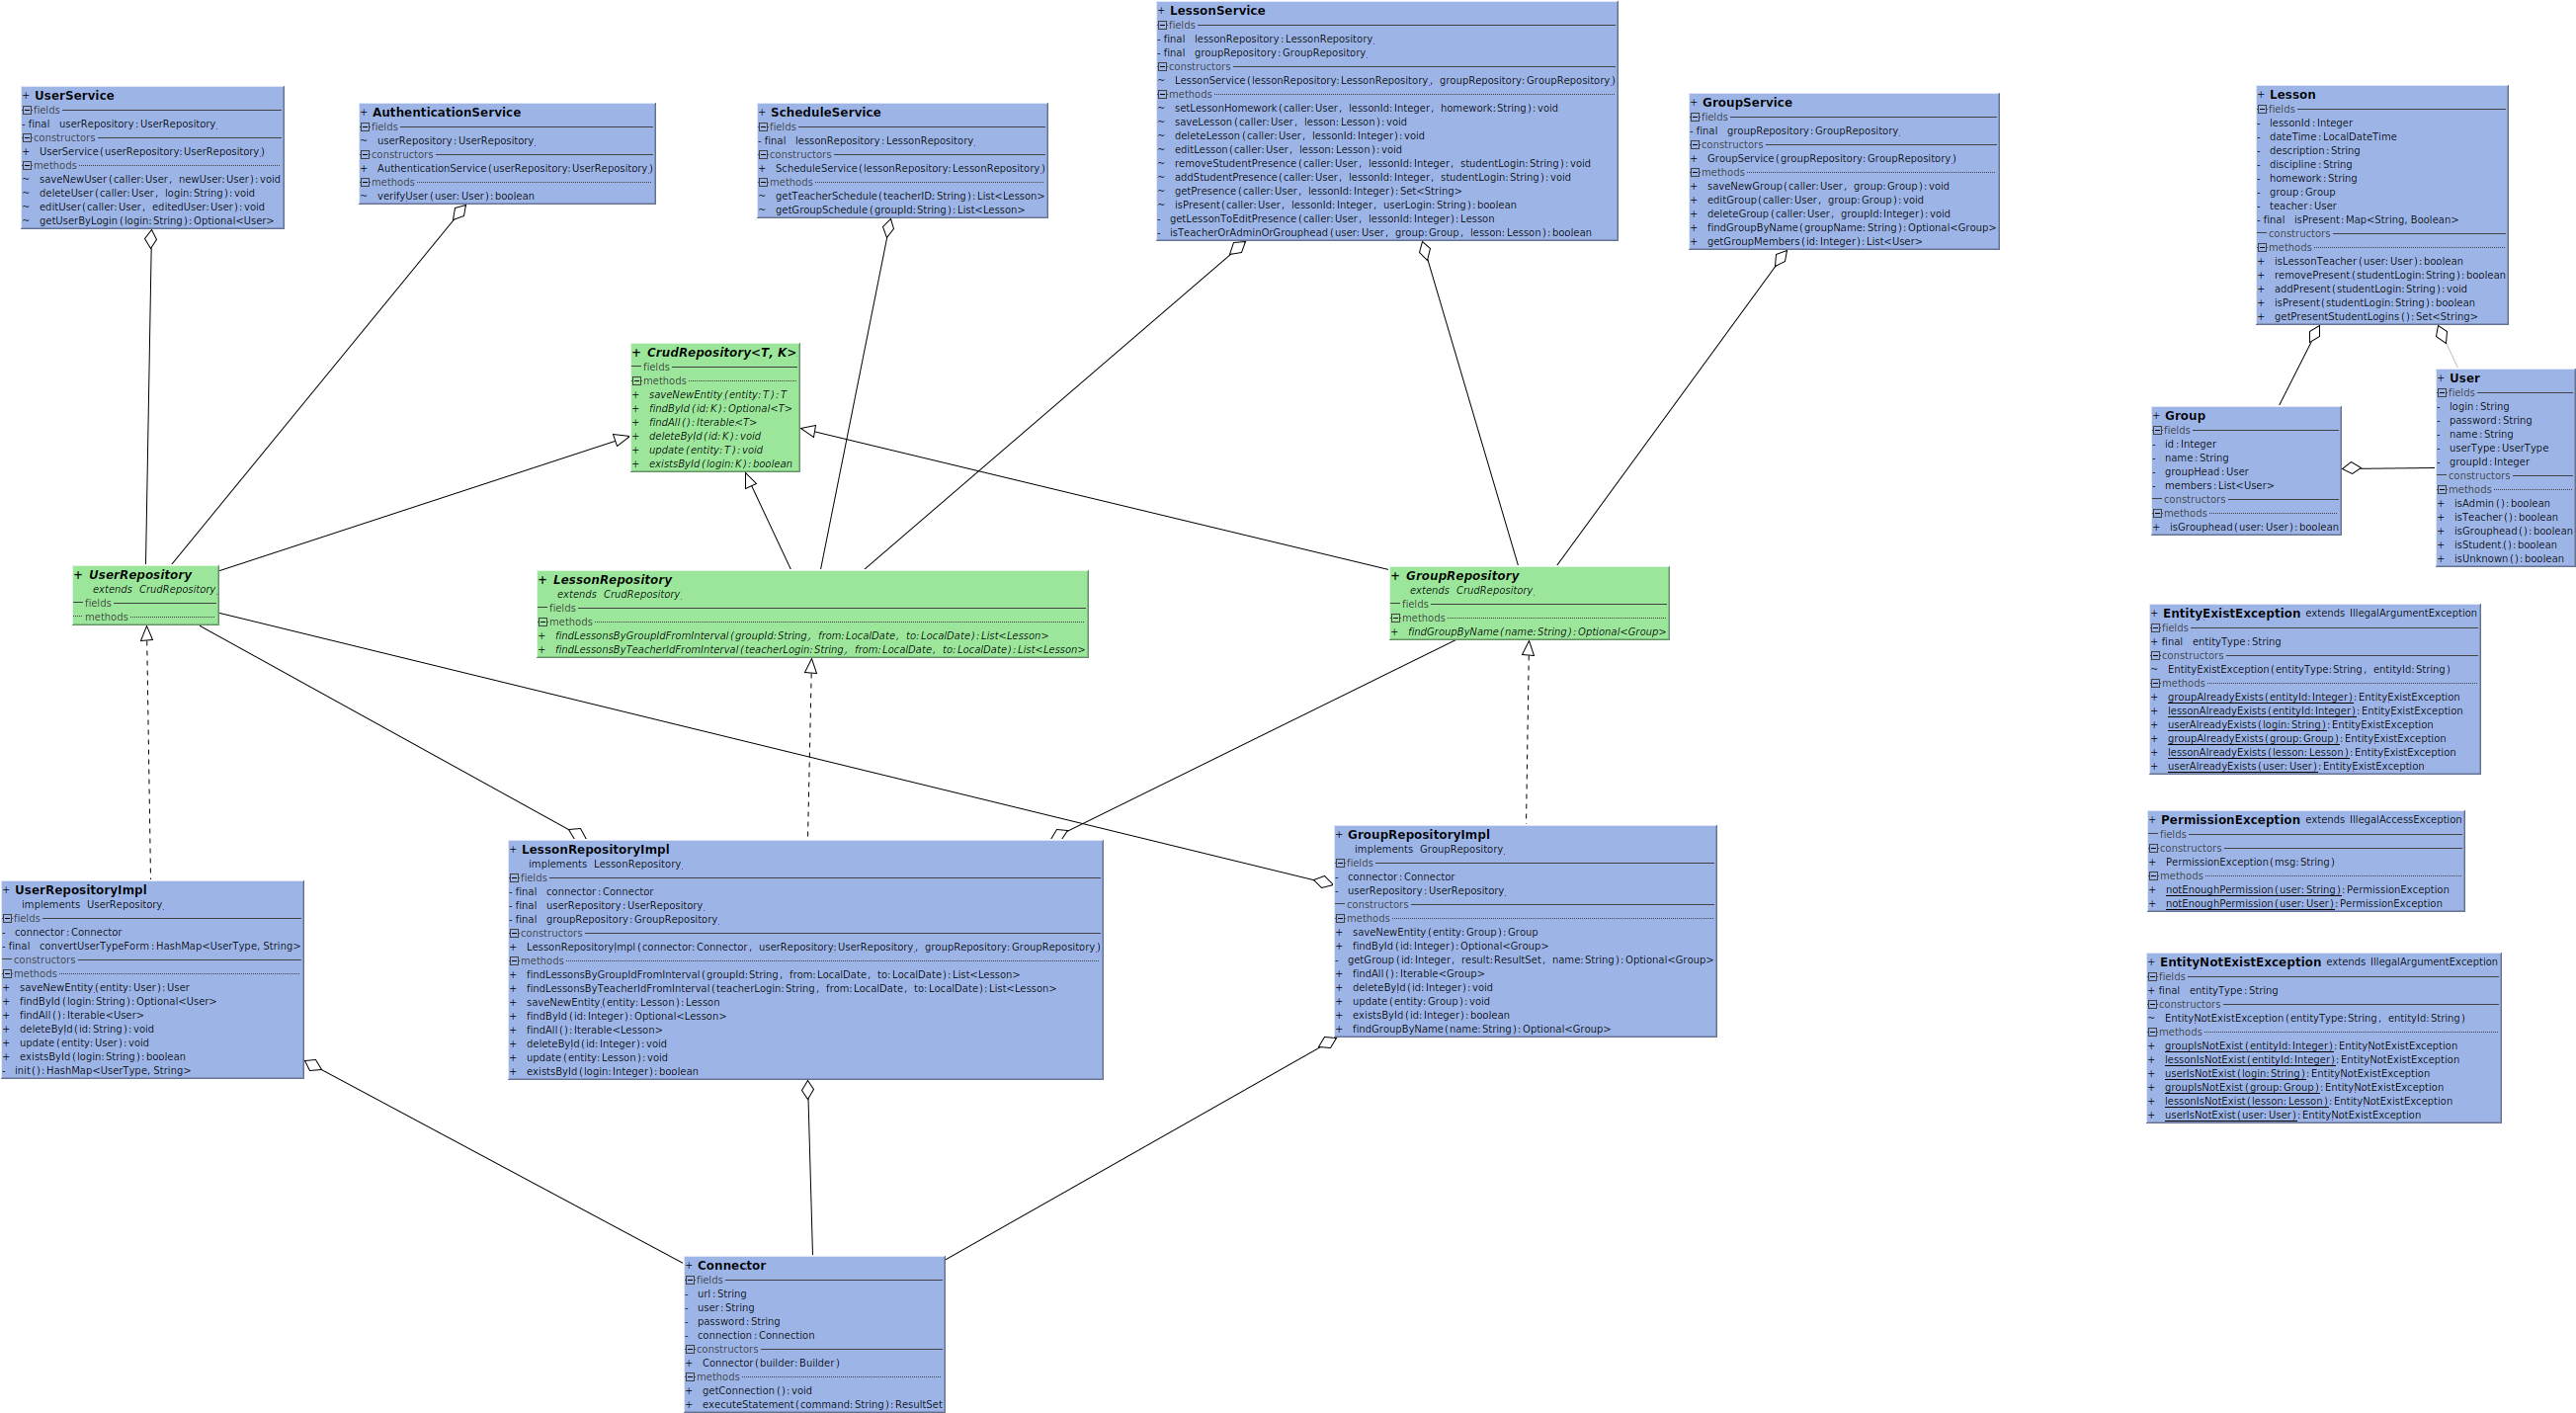 + LessonService
fields
- final lessonRepository: LessonRepository
- final groupRepository: GroupRepository
constructors
~ LessonService(lessonRepository: LessonRepository, groupRepository: GroupRepository)
methods
~ setLessonHomework(caller: User, lessonId: Integer, homework: String): void
~ saveLesson(caller: User, lesson: Lesson): void
~ deleteLesson(caller: User, lessonId: Integer): void
~ editLesson(caller: User, lesson: Lesson): void
~ removeStudentPresence(caller: User, lessonId: Integer, studentLogin: String): void
~ addStudentPresence(caller: User, lessonId: Integer, studentLogin: String): void
~ getPresence(caller: User, lessonId: Integer): Set<String>
~ isPresent(caller: User, lessonId: Integer, userLogin: String): boolean
- getLessonToEditPresence(caller: User, lessonId: Integer): Lesson
- isTeacherOrAdminOrGrouphead(user: User, group: Group, lesson: Lesson): boolean
+ UserService
fields
- final userRepository: UserRepository
constructors
+ UserService(userRepository: UserRepository)
methods
~ saveNewUser(caller: User, newUser: User): void
~ deleteUser(caller: User, login: String): void
~ editUser(caller: User, editedUser: User): void
~ getUserByLogin(login: String): Optional<User>
+ AuthenticationService
fields
~ userRepository: UserRepository
constructors
+ AuthenticationService(userRepository: UserRepository)
methods
~ verifyUser(user: User): boolean
+ ScheduleService
fields
- final lessonRepository: LessonRepository
constructors
+ ScheduleService(lessonRepository: LessonRepository)
methods
~ getTeacherSchedule(teacherID: String): List<Lesson>
~ getGroupSchedule(groupId: String): List<Lesson>
+ GroupService
fields
- final groupRepository: GroupRepository
constructors
+ GroupService(groupRepository: GroupRepository)
methods
+ saveNewGroup(caller: User, group: Group): void
+ editGroup(caller: User, group: Group): void
+ deleteGroup(caller: User, groupId: Integer): void
+ findGroupByName(groupName: String): Optional<Group>
+ getGroupMembers(id: Integer): List<User>
+ Lesson
fields
- lessonId: Integer
- dateTime: LocalDateTime
- description: String
- discipline: String
- homework: String
- group: Group
- teacher: User
- final isPresent: Map<String, Boolean>
constructors
methods
+ isLessonTeacher(user: User): boolean
+ removePresent(studentLogin: String): boolean
+ addPresent(studentLogin: String): void
+ isPresent(studentLogin: String): boolean
+ getPresentStudentLogins(): Set<String>
+ CrudRepository<T, K>
fields
methods
+ saveNewEntity(entity: T): T
+ findById(id: K): Optional<T>
+ findAll(): Iterable<T>
+ deleteById(id: K): void
+ update(entity: T): void
+ existsById(login: K): boolean
+ Group
fields
- id: Integer
- name: String
- groupHead: User
- members: List<User>
constructors
methods
+ isGrouphead(user: User): boolean
+ User
fields
- login: String
- password: String
- name: String
- userType: UserType
- groupId: Integer
constructors
methods
+ isAdmin(): boolean
+ isTeacher(): boolean
+ isGrouphead(): boolean
+ isStudent(): boolean
+ isUnknown(): boolean
+ UserRepository
extends CrudRepository
fields
methods
+ LessonRepository
extends CrudRepository
fields
methods
+ findLessonsByGroupIdFromInterval(groupId: String, from: LocalDate, to: LocalDate): List<Lesson>
+ findLessonsByTeacherIdFromInterval(teacherLogin: String, from: LocalDate, to: LocalDate): List<Lesson>
+ GroupRepository
extends CrudRepository
fields
methods
+ findGroupByName(name: String): Optional<Group>
+ EntityExistException extends IllegalArgumentException
fields
+ final entityType: String
constructors
~ EntityExistException(entityType: String, entityId: String)
methods
+ groupAlreadyExists(entityId: Integer): EntityExistException
+ lessonAlreadyExists(entityId: Integer): EntityExistException
+ userAlreadyExists(login: String): EntityExistException
+ groupAlreadyExists(group: Group): EntityExistException
+ lessonAlreadyExists(lesson: Lesson): EntityExistException
+ userAlreadyExists(user: User): EntityExistException
+ PermissionException extends IllegalAccessException
fields
constructors
+ PermissionException(msg: String)
methods
+ notEnoughPermission(user: String): PermissionException
+ notEnoughPermission(user: User): PermissionException
+ EntityNotExistException extends IllegalArgumentException
fields
+ final entityType: String
constructors
~ EntityNotExistException(entityType: String, entityId: String)
methods
+ groupIsNotExist(entityId: Integer): EntityNotExistException
+ lessonIsNotExist(entityId: Integer): EntityNotExistException
+ userIsNotExist(login: String): EntityNotExistException
+ groupIsNotExist(group: Group): EntityNotExistException
+ lessonIsNotExist(lesson: Lesson): EntityNotExistException
+ userIsNotExist(user: User): EntityNotExistException
+ UserRepositoryImpl
implements UserRepository
fields
- connector: Connector
- final convertUserTypeForm: HashMap<UserType, String>
constructors
methods
+ saveNewEntity(entity: User): User
+ findById(login: String): Optional<User>
+ findAll(): Iterable<User>
+ deleteById(id: String): void
+ update(entity: User): void
+ existsById(login: String): boolean
- init(): HashMap<UserType, String>
+ LessonRepositoryImpl
implements LessonRepository
fields
- final connector: Connector
- final userRepository: UserRepository
- final groupRepository: GroupRepository
constructors
+ LessonRepositoryImpl(connector: Connector, userRepository: UserRepository, groupRepository: GroupRepository)
methods
+ findLessonsByGroupIdFromInterval(groupId: String, from: LocalDate, to: LocalDate): List<Lesson>
+ findLessonsByTeacherIdFromInterval(teacherLogin: String, from: LocalDate, to: LocalDate): List<Lesson>
+ saveNewEntity(entity: Lesson): Lesson
+ findById(id: Integer): Optional<Lesson>
+ findAll(): Iterable<Lesson>
+ deleteById(id: Integer): void
+ update(entity: Lesson): void
+ existsById(login: Integer): boolean
+ GroupRepositoryImpl
implements GroupRepository
fields
- connector: Connector
- userRepository: UserRepository
constructors
methods
+ saveNewEntity(entity: Group): Group
+ findById(id: Integer): Optional<Group>
- getGroup(id: Integer, result: ResultSet, name: String): Optional<Group>
+ findAll(): Iterable<Group>
+ deleteById(id: Integer): void
+ update(entity: Group): void
+ existsById(id: Integer): boolean
+ findGroupByName(name: String): Optional<Group>
+ Connector
fields
- url: String
- user: String
- password: String
- connection: Connection
constructors
+ Connector(builder: Builder)
methods
+ getConnection(): void
+ executeStatement(command: String): ResultSet